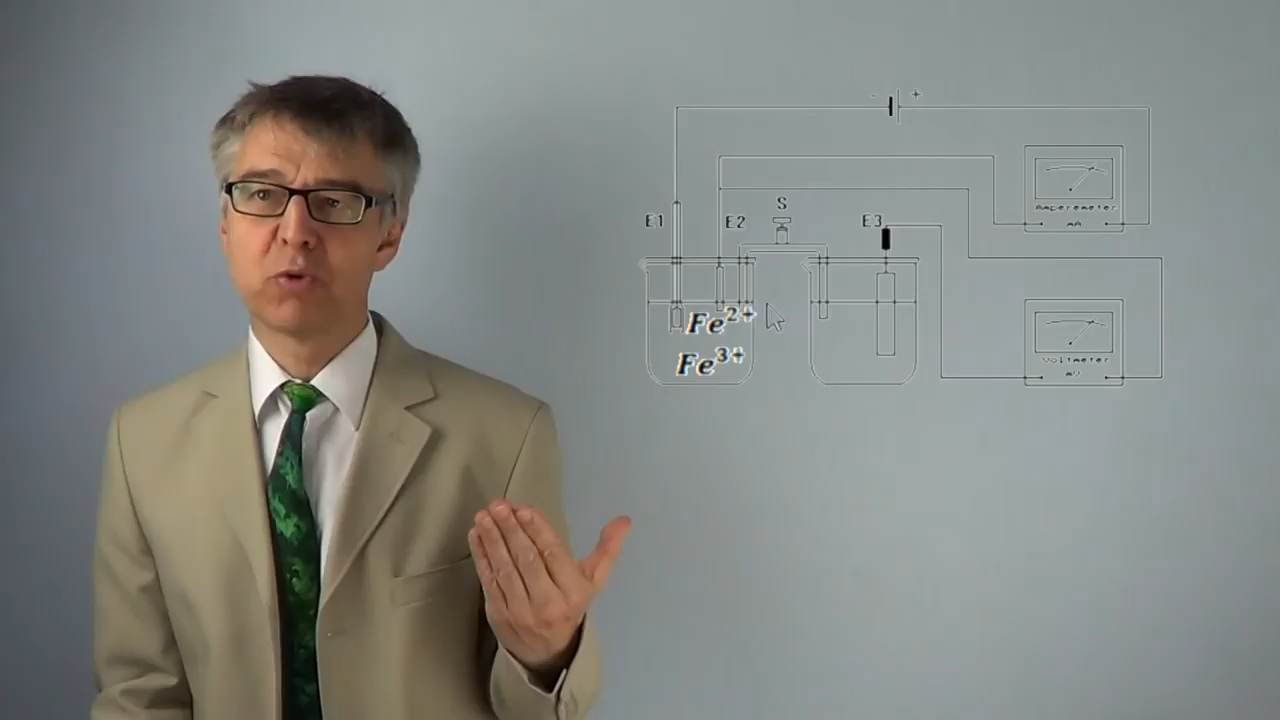 - +
S
E1 E2 E3
Amperemeter
mA
Fe²⁺
Fe³⁺
Voltmeter
mV